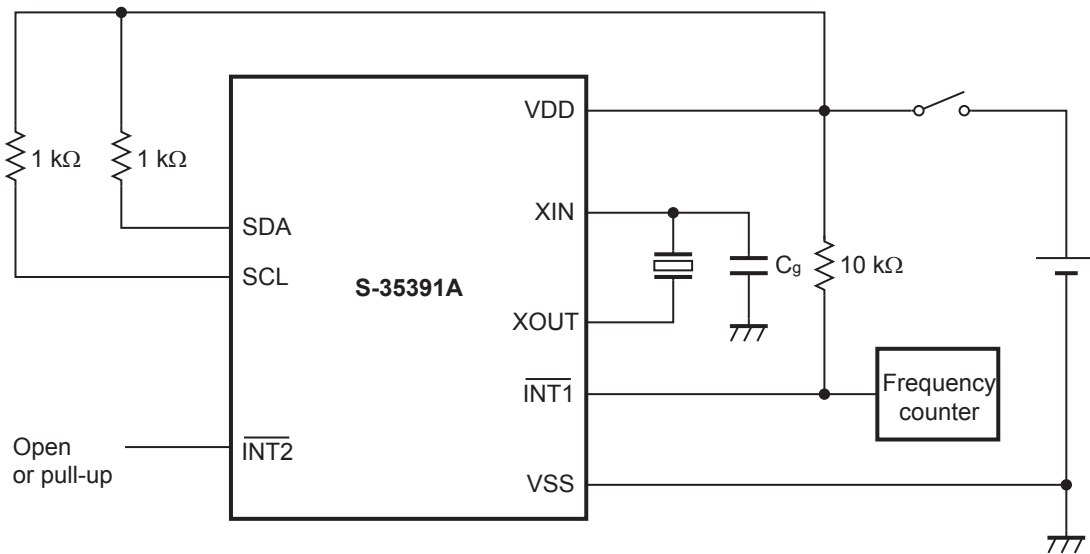 VDD
1 kΩ
1 kΩ
XIN
SDA
SCL
S-35391A
Cg
10 kΩ
XOUT
INT1
Frequency
counter
Open
or pull-up
INT2
VSS